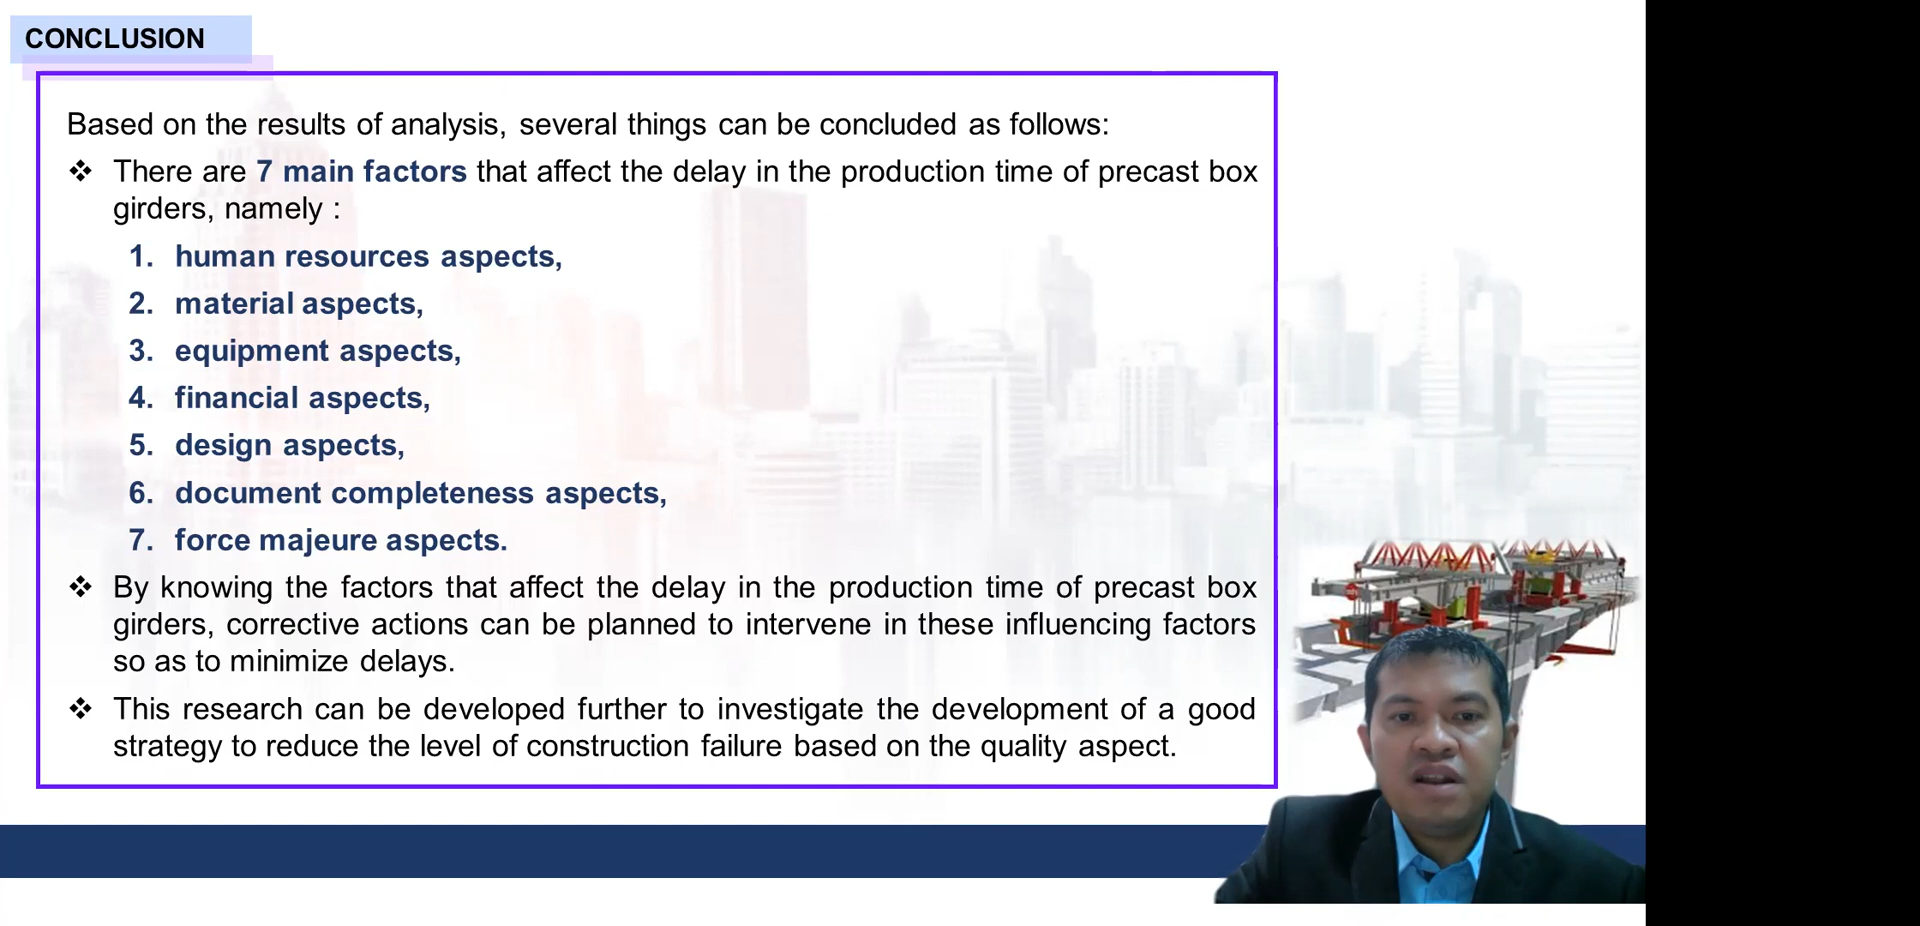 CONCLUSION
Based on the results of analysis, several things can be concluded as follows:
❖ There are 7 main factors that affect the delay in the production time of precast box
girders, namely :
1. human resources aspects,
2. material aspects,
3. equipment aspects,
4. financial aspects,
5. design aspects,
6. document completeness aspects,
7. force majeure aspects.
❖ By knowing the factors that affect the delay in the production time of precast box
girders, corrective actions can be planned to intervene in these influencing factors
so as to minimize delays.
❖ This research can be developed further to investigate the development of a good
strategy to reduce the level of construction failure based on the quality aspect.